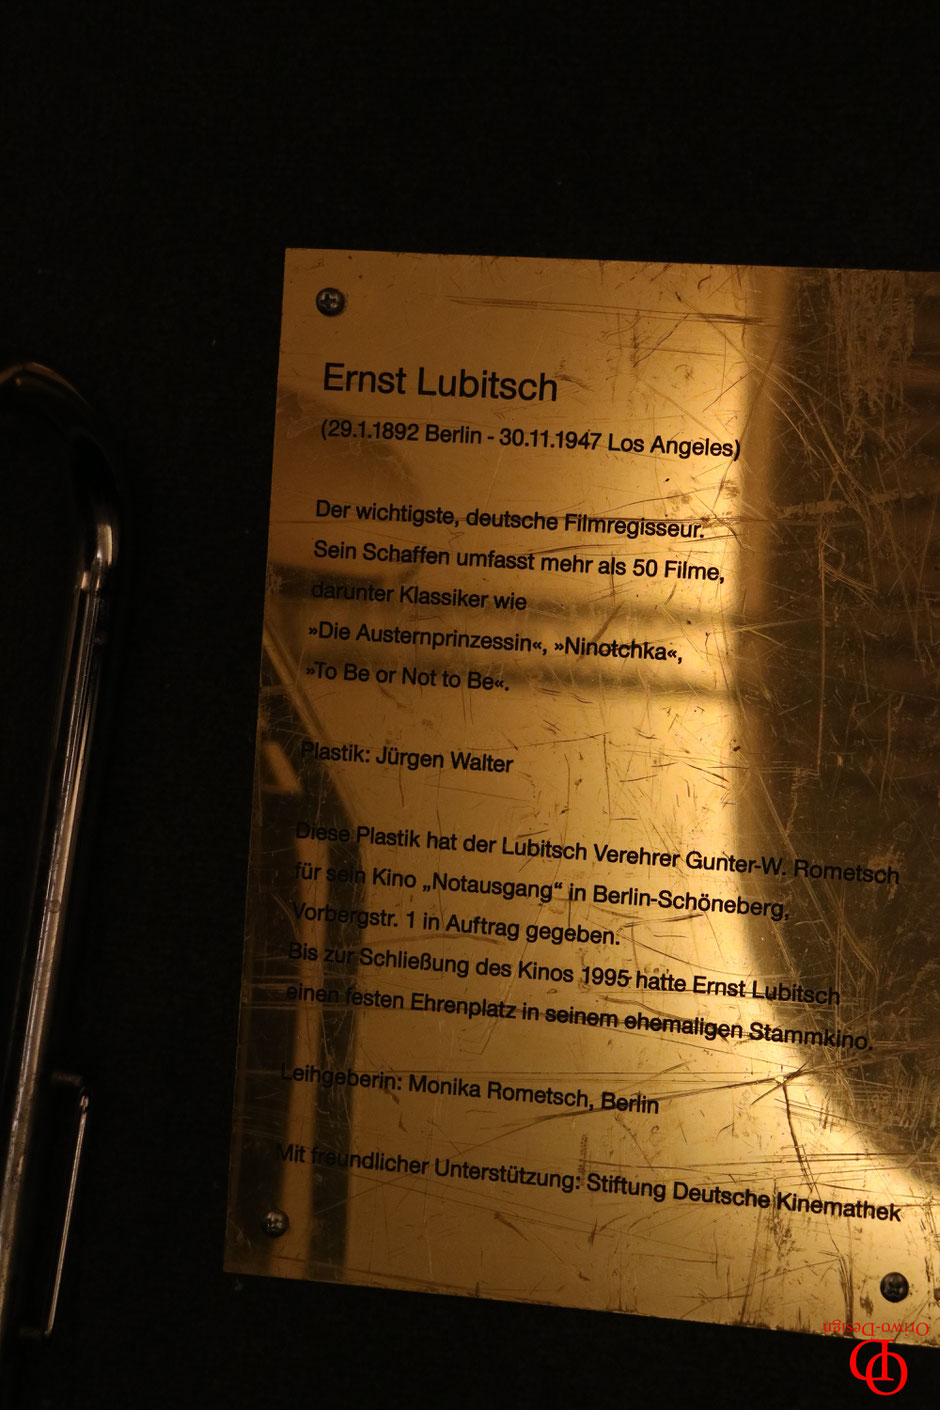 Ernst Lubitsch
(29.1.1892 Berlin - 30.11.1947 Los Angeles)
Der wichtigste, deutsche Filmregisseur.
Sein Schaffen umfasst mehr als 50 Filme,
darunter Klassiker wie
»Die Austernprinzessin«, »Ninotchka«,
»To Be or Not to Be«.
Plastik: Jürgen Walter
Diese Plastik hat der Lubitsch Verehrer Gunter-W. Rometsch
für sein Kino „Notausgang“ in Berlin-Schöneberg,
Vorbergstr. 1 in Auftrag gegeben.
Bis zur Schließung des Kinos 1995 hatte Ernst Lubitsch
einen festen Ehrenplatz in seinem ehemaligen Stammkino.
Leihgeberin: Monika Rometsch, Berlin
Mit freundlicher Unterstützung: Stiftung Deutsche Kinemathek